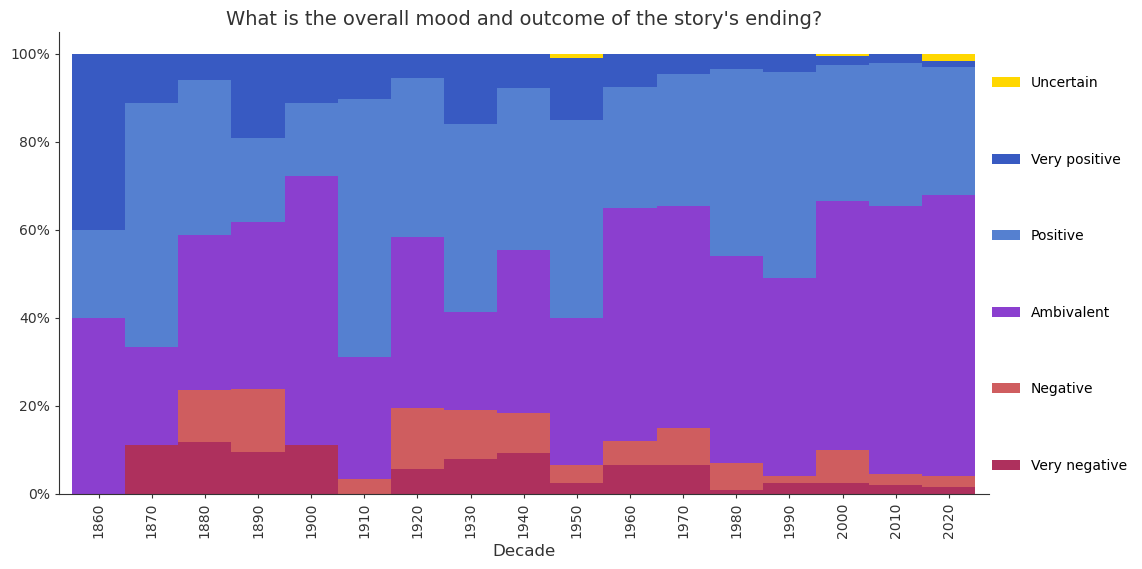 What is the overall mood and outcome of the story's ending?
100%
80%
60%
40%
20%
0%
1860
1870
1880
1890
1900
1910
1920
1930
1940
1950
1960
1970
1980
1990
2000
2010
2020
Decade
Uncertain
Very positive
Positive
Ambivalent
Negative
Very negative